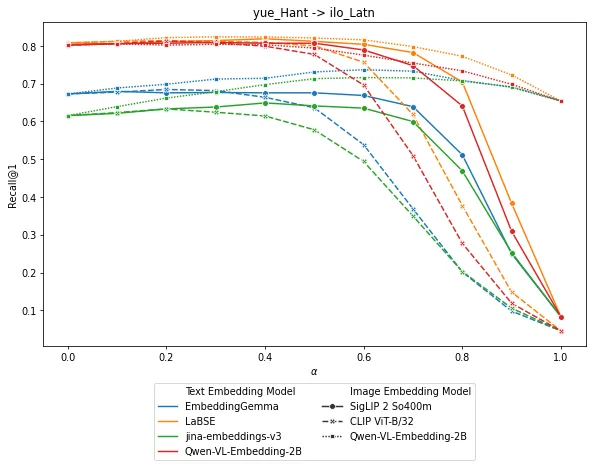 yue_Hant -> ilo_Latn
Recall@1
0.8
0.7
0.6
0.5
0.4
0.3
0.2
0.1
0.0 0.2 0.4 0.6 0.8 1.0
α
Text Embedding Model
EmbeddingGemma
LaBSE
jina-embeddings-v3
Qwen-VL-Embedding-2B
Image Embedding Model
SigLIP 2 So400m
CLIP ViT-B/32
Qwen-VL-Embedding-2B